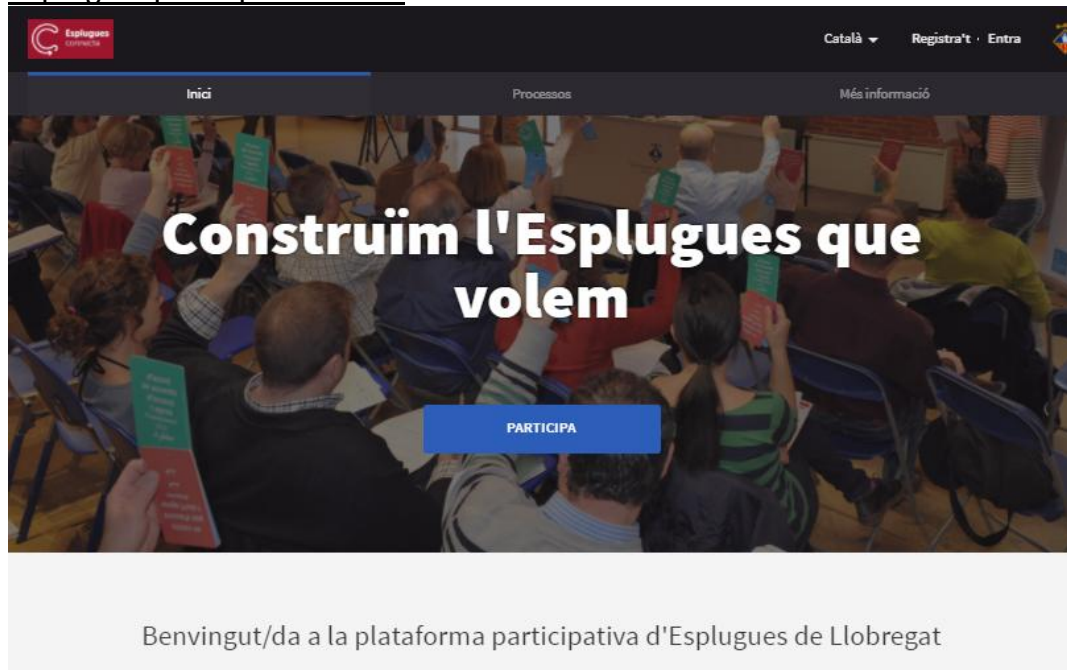 Esplugues
connecta
Català
Registra't · Entra
Inici
Processos
Més informació
Construïm l'Esplugues que
volem
PARTICIPA
Benvingut/da a la plataforma participativa d'Esplugues de Llobregat